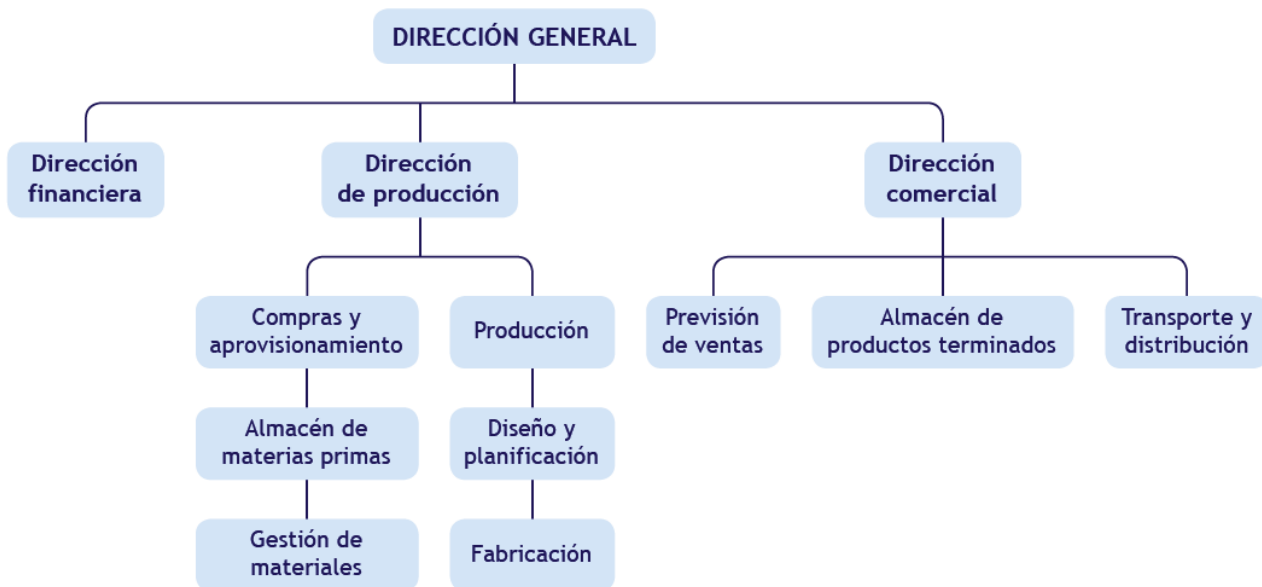 DIRECCIÓN GENERAL
Dirección
financiera
Dirección
de producción
Dirección
comercial
Compras y
aprovisionamiento
Producción
Previsión
de ventas
Almacén de
productos terminados
Transporte y
distribución
Almacén de
materias primas
Diseño y
planificación
Gestión de
materiales
Fabricación